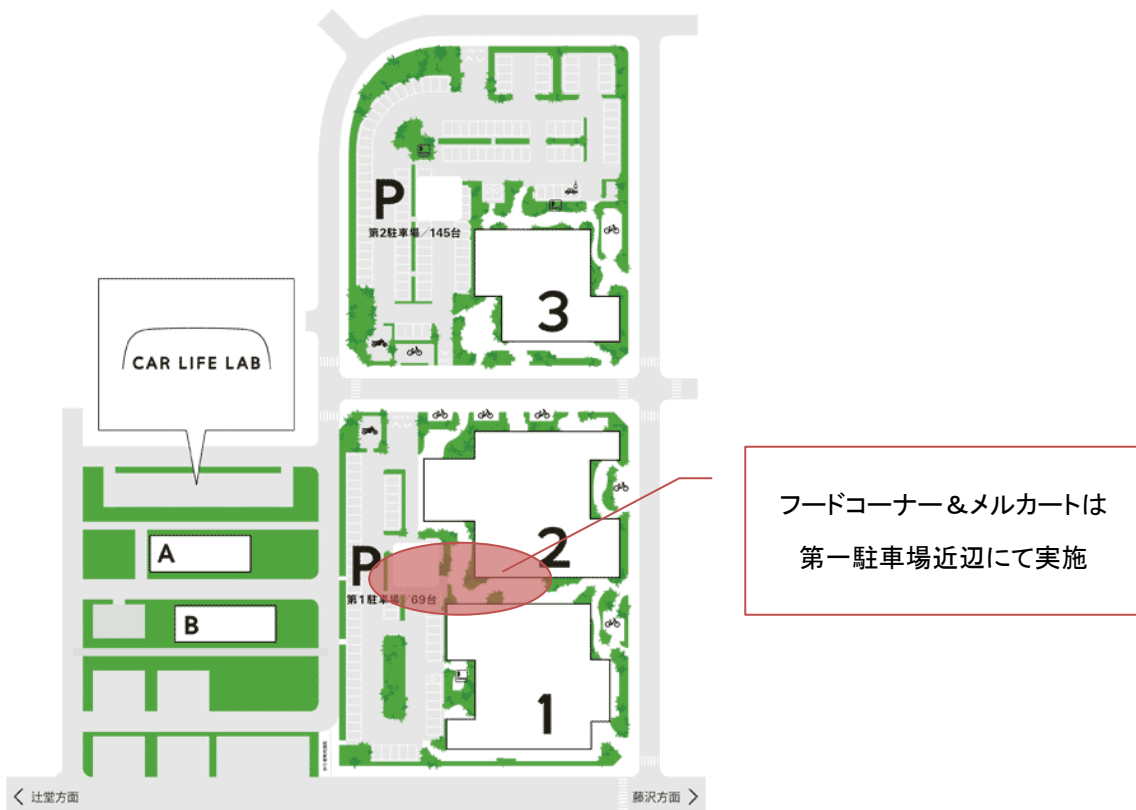 P
第2駐車場／145台
3
CAR LIFE LAB
フードコーナー＆メルカートは
第一駐車場近辺にて実施
2
A
P
第1駐車場／69台
B
1
辻堂方面
藤沢方面